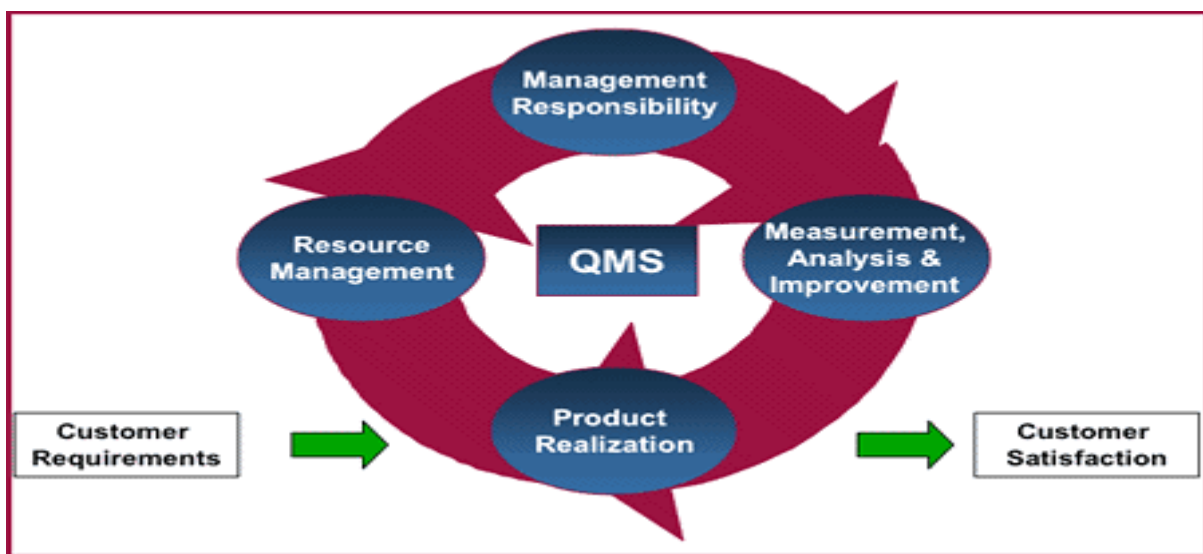 Management
Responsibility
Resource
Management
QMS
Measurement,
Analysis &
Improvement
Customer
Requirements
Product
Realization
Customer
Satisfaction